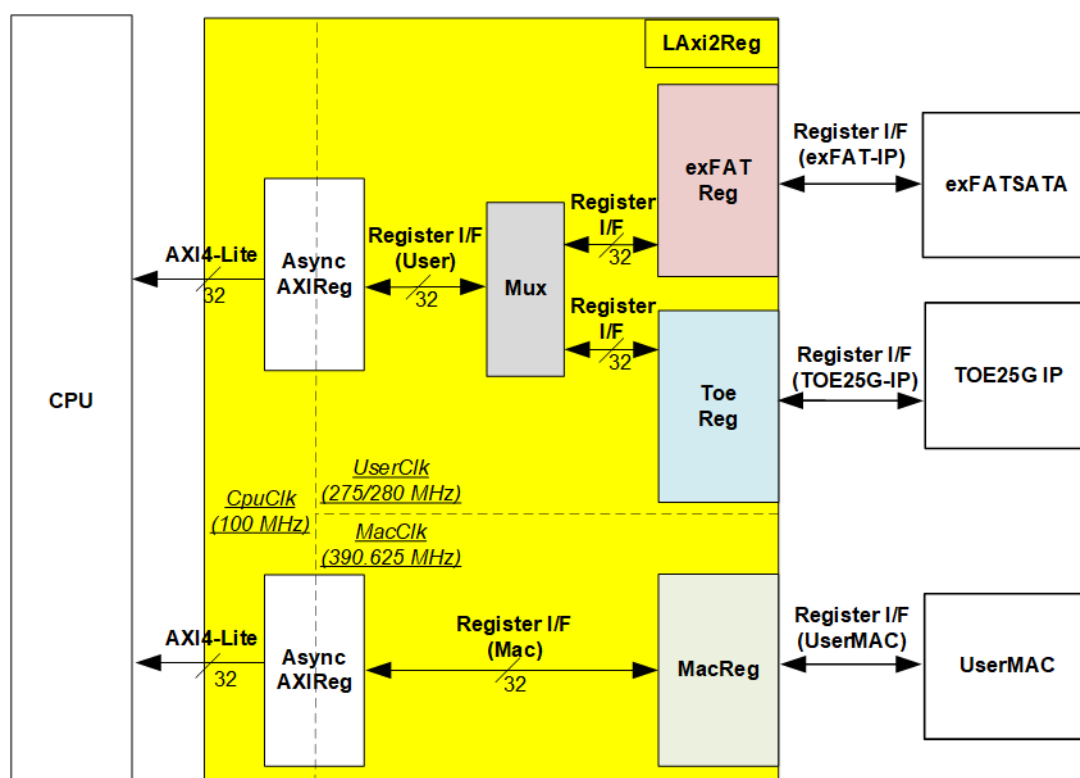 LAxi2Reg
CPU
AXI4-Lite
32
Async
AXIReg
Register I/F
(User)
32
Mux
Register
I/F
32
Register
I/F
32
exFAT
Reg
Register I/F
(exFAT-IP)
exFATSATA
Toe
Reg
Register I/F
(TOE25G-IP)
TOE25G IP
CpuClk
(100 MHz)
UserClk
(275/280 MHz)
MacClk
(390.625 MHz)
AXI4-Lite
32
Async
AXIReg
Register I/F
(Mac)
32
MacReg
Register I/F
(UserMAC)
UserMAC